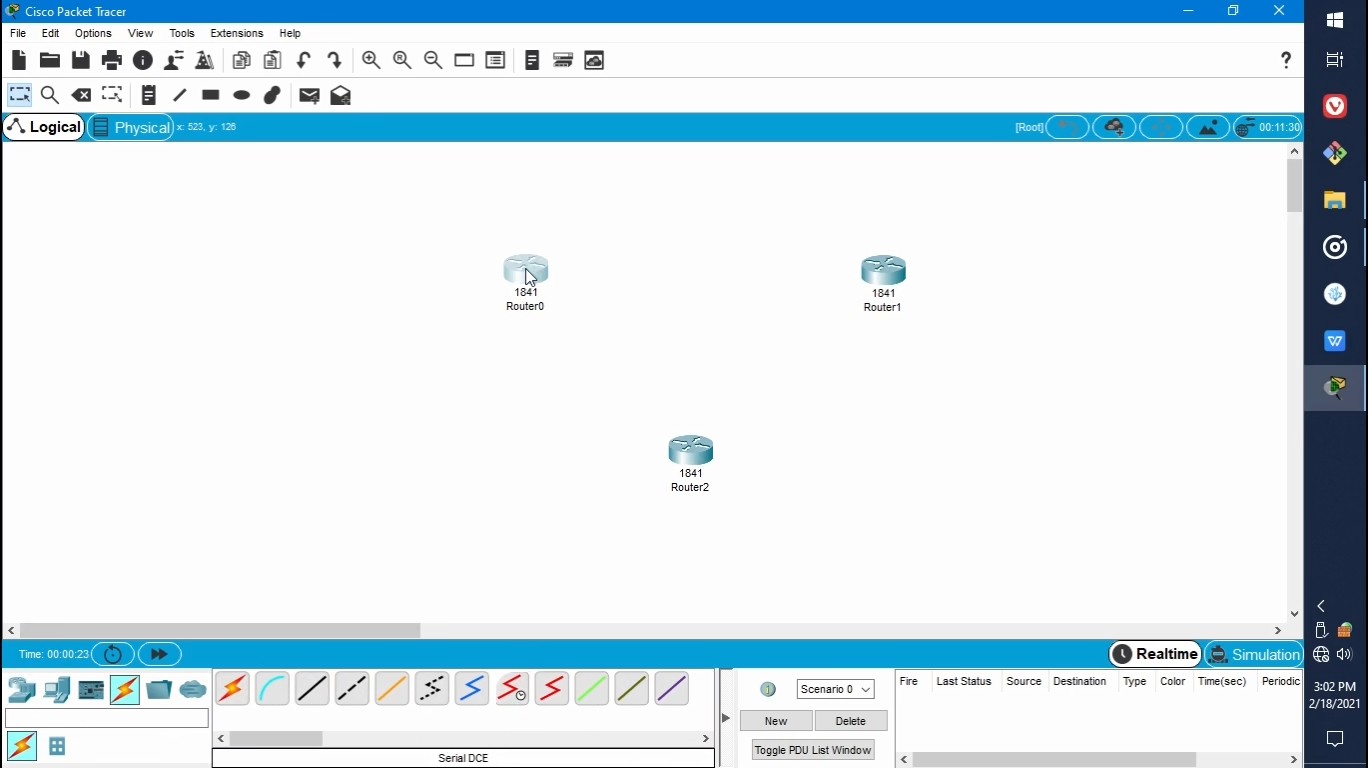 Cisco Packet Tracer
File Edit Options View Tools Extensions Help
?
Logical Physical x: 523, y: 126 [Root] 00:11:30
1841
Router0
1841
Router1
1841
Router2
Time: 00:00:23 Realtime Simulation
Scenario 0
New Delete
Toggle PDU List Window
Fire Last Status Source Destination Type Color Time(sec) Periodic
Serial DCE
3:02 PM
2/18/2021